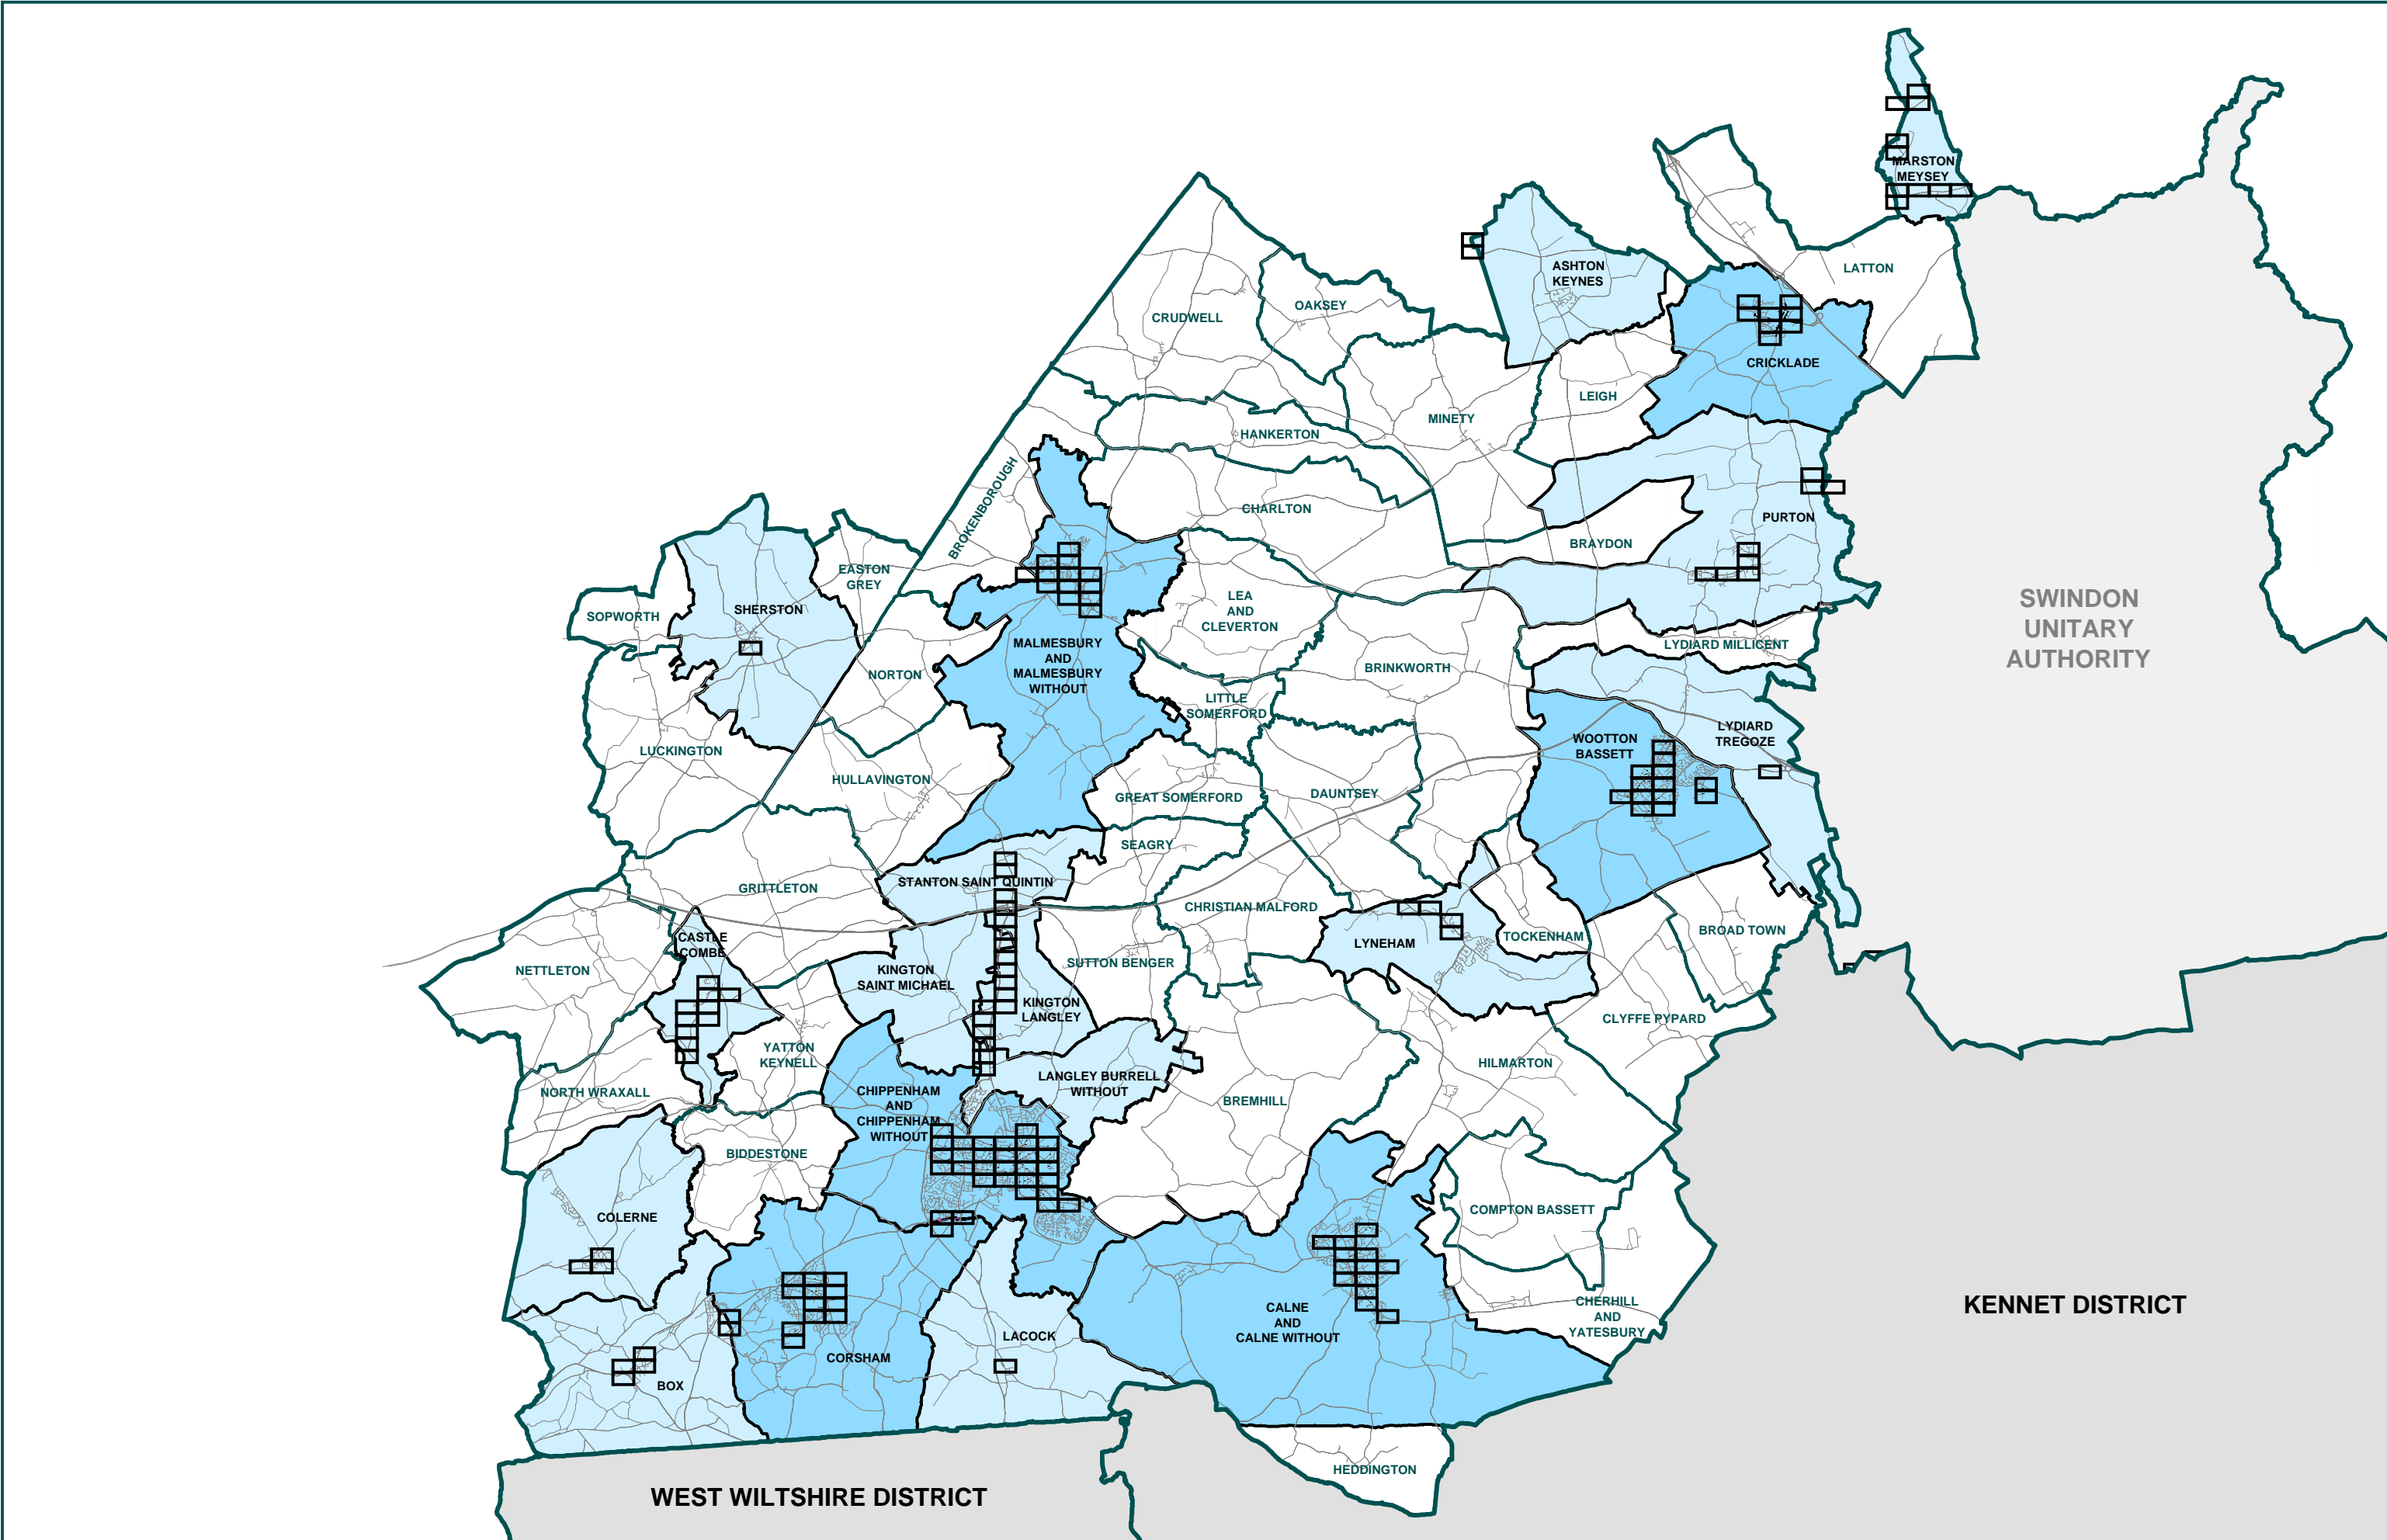 MARSTON
MEYSEY
LATTON
ASHTON
KEYNES
OAKSEY
CRUDWELL
CRICKLADE
LEIGH
MINETY
HANKERTON
BROKENBOROUGH
CHARLTON
PURTON
BRAYDON
EASTON
GREY
SHERSTON
SOPWORTH
LEA
AND
CLEVERTON
SWINDON
UNITARY
AUTHORITY
MALMESBURY
AND
MALMESBURY
WITHOUT
LYDIARD MILLICENT
NORTON
BRINKWORTH
LITTLE
SOMERFORD
LYDIARD
TREGOZE
WOOTTON
BASSETT
LUCKINGTON
HULLAVINGTON
GREAT SOMERFORD
DAUNTSEY
SEAGRY
STANTON SAINT QUINTIN
GRITTLETON
CHRISTIAN MALFORD
CASTLE
COMBE
LYNEHAM
TOCKENHAM
BROAD TOWN
NETTLETON
KINGTON
SAINT MICHAEL
SUTTON BENGER
KINGTON
LANGLEY
CLYFFE PYPARD
YATTON
KEYNELL
HILMARTON
NORTH WRAXALL
LANGLEY BURRELL
WITHOUT
CHIPPENHAM
AND
CHIPPENHAM
WITHOUT
BREMHILL
BIDDESTONE
COLERNE
COMPTON BASSETT
CALNE
AND
CALNE WITHOUT
CHERHILL
AND
YATESBURY
KENNET DISTRICT
LACOCK
CORSHAM
BOX
HEDDINGTON
WEST WILTSHIRE DISTRICT